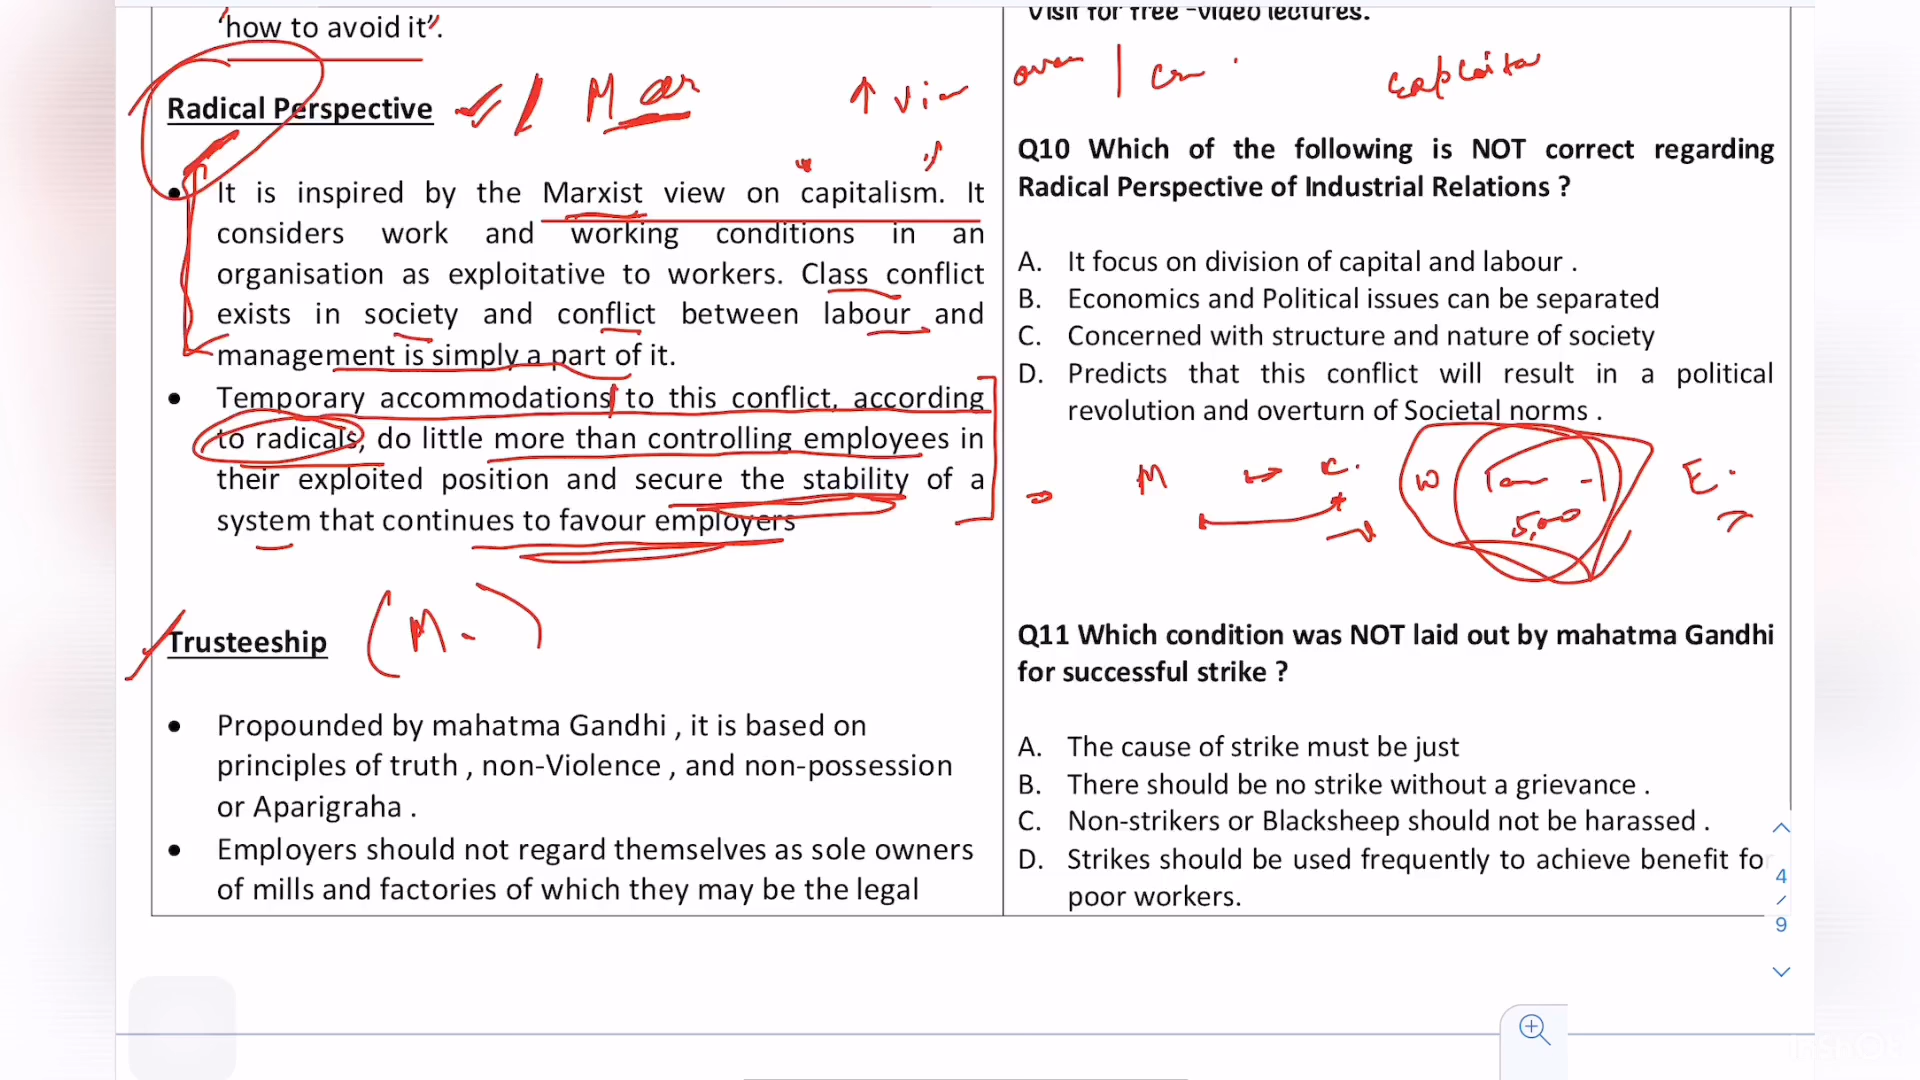 "how to avoid it".
Radical Perspective
It is inspired by the Marxist view on capitalism. It
considers work and working conditions in an
organisation as exploitative to workers. Class conflict
exists in society and conflict between labour and
management is simply a part of it.
Temporary accommodations to this conflict, according
to radicals, do little more than controlling employees in
their exploited position and secure the stability of a
system that continues to favour employers
Trusteeship (M. )
Propounded by mahatma Gandhi , it is based on
principles of truth , non-Violence , and non-possession
or Aparigraha .
Employers should not regard themselves as sole owners
of mills and factories of which they may be the legal
Visit for free -video lectures.
Q10 Which of the following is NOT correct regarding
Radical Perspective of Industrial Relations ?
A. It focus on division of capital and labour .
B. Economics and Political issues can be separated
C. Concerned with structure and nature of society
D. Predicts that this conflict will result in a political
revolution and overturn of Societal norms .
M C.
W E.
5,000
Q11 Which condition was NOT laid out by mahatma Gandhi
for successful strike ?
A. The cause of strike must be just
B. There should be no strike without a grievance .
C. Non-strikers or Blacksheep should not be harassed .
D. Strikes should be used frequently to achieve benefit for
poor workers.
4
/
9